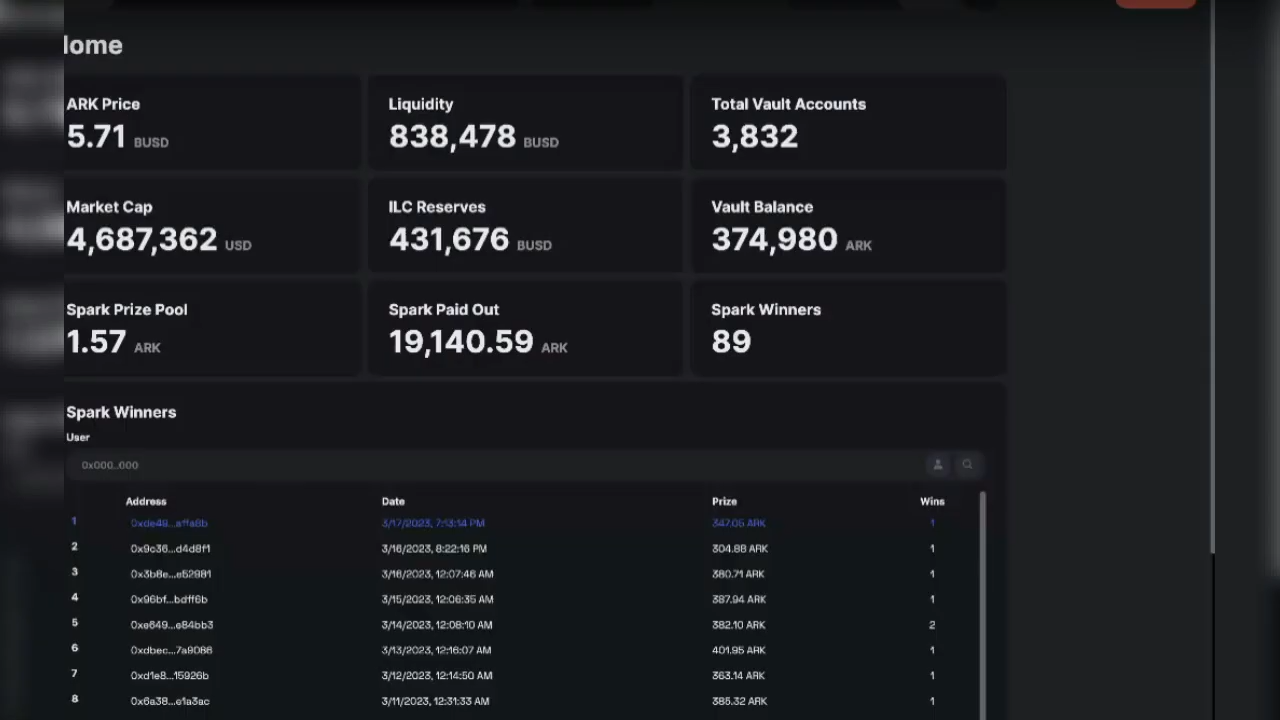 lome
ARK Price
5.71 BUSD
Liquidity
838,478 BUSD
Total Vault Accounts
3,832
Market Cap
4,687,362 USD
ILC Reserves
431,676 BUSD
Vault Balance
374,980 ARK
Spark Prize Pool
1.57 ARK
Spark Paid Out
19,140.59 ARK
Spark Winners
89
Spark Winners
User
0x000..000
Address Date Prize Wins
1 0xde49...affa8b 3/17/2023, 7:13:14 PM 347.05 ARK 1
2 0x9c36...d4d8f1 3/16/2023, 8:22:16 PM 304.88 ARK 1
3 0x3b8e...e52981 3/16/2023, 12:07:46 AM 380.71 ARK 1
4 0x96bf...bdff6b 3/15/2023, 12:06:35 AM 387.94 ARK 1
5 0xe649...e84bb3 3/14/2023, 12:08:10 AM 382.10 ARK 2
6 0xdbec...7a9086 3/13/2023, 12:16:07 AM 401.95 ARK 1
7 0xd1e8...15926b 3/12/2023, 12:14:50 AM 363.14 ARK 1
8 0x6a38...e1a3ac 3/11/2023, 12:31:33 AM 385.32 ARK 1